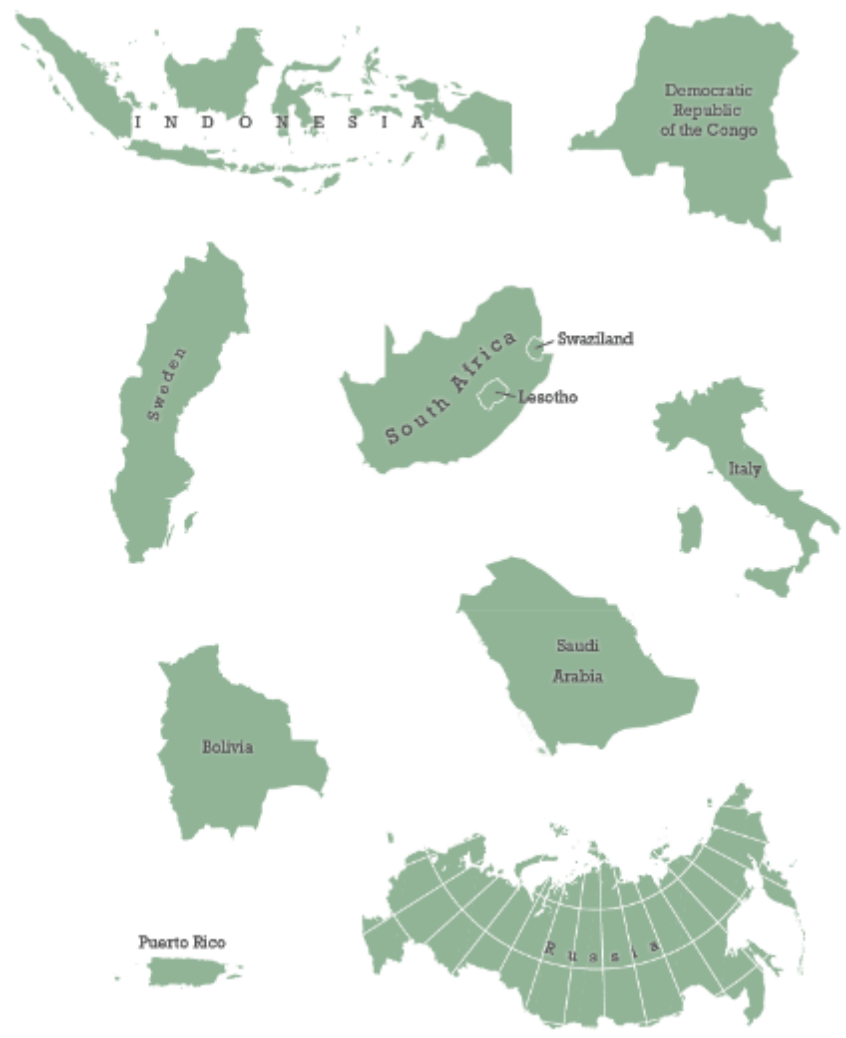 INDONESIA
Democratic
Republic
of the Congo
Sweden
South Africa
Swaziland
Lesotho
Italy
Saudi
Arabia
Bolivia
Puerto Rico
Russia